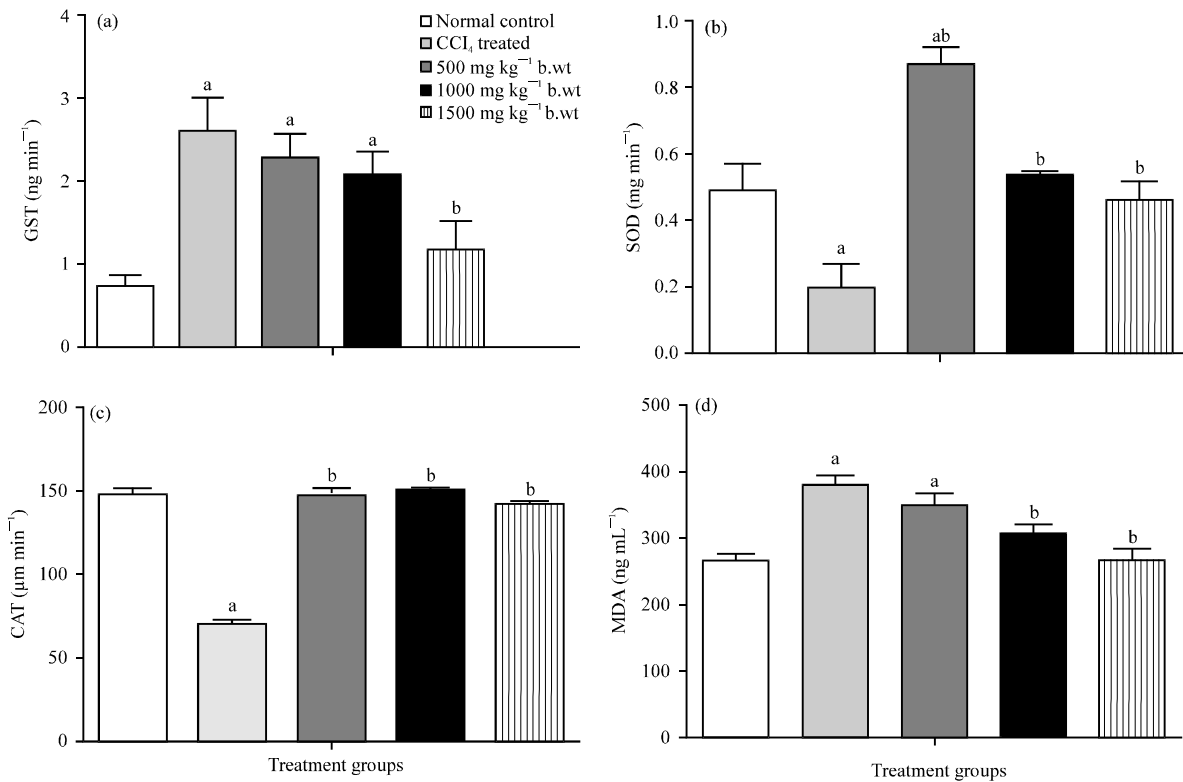 (a)
4
3
2
1
0
GST (ng min⁻¹)
a
a
a
b
Normal control
CCI₄ treated
500 mg kg⁻¹ b.wt
1000 mg kg⁻¹ b.wt
1500 mg kg⁻¹ b.wt
(b)
1.0
0.8
0.6
0.4
0.2
0.0
SOD (mg min⁻¹)
a
ab
b
b
(c)
200
150
100
50
0
CAT (µm min⁻¹)
a
b
b
b
Treatment groups
(d)
500
400
300
200
100
0
MDA (ng mL⁻¹)
a
a
b
b
Treatment groups